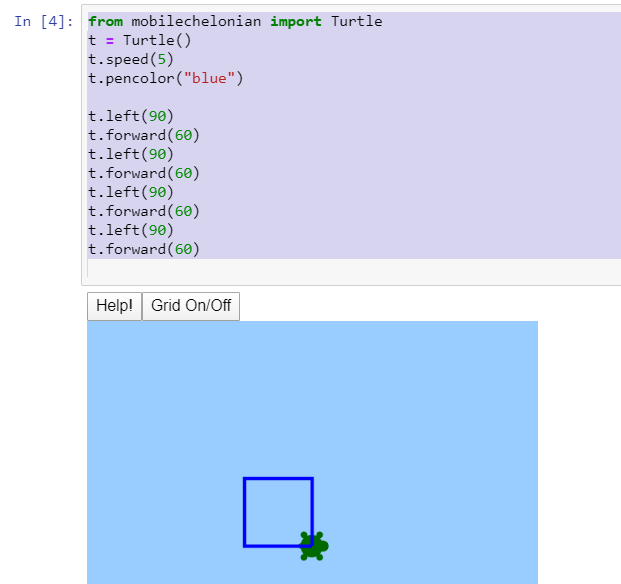 In [4]: from mobilechelonian import Turtle
t = Turtle()
t.speed(5)
t.pencolor("blue")
t.left(90)
t.forward(60)
t.left(90)
t.forward(60)
t.left(90)
t.forward(60)
t.left(90)
t.forward(60)
Help! Grid On/Off